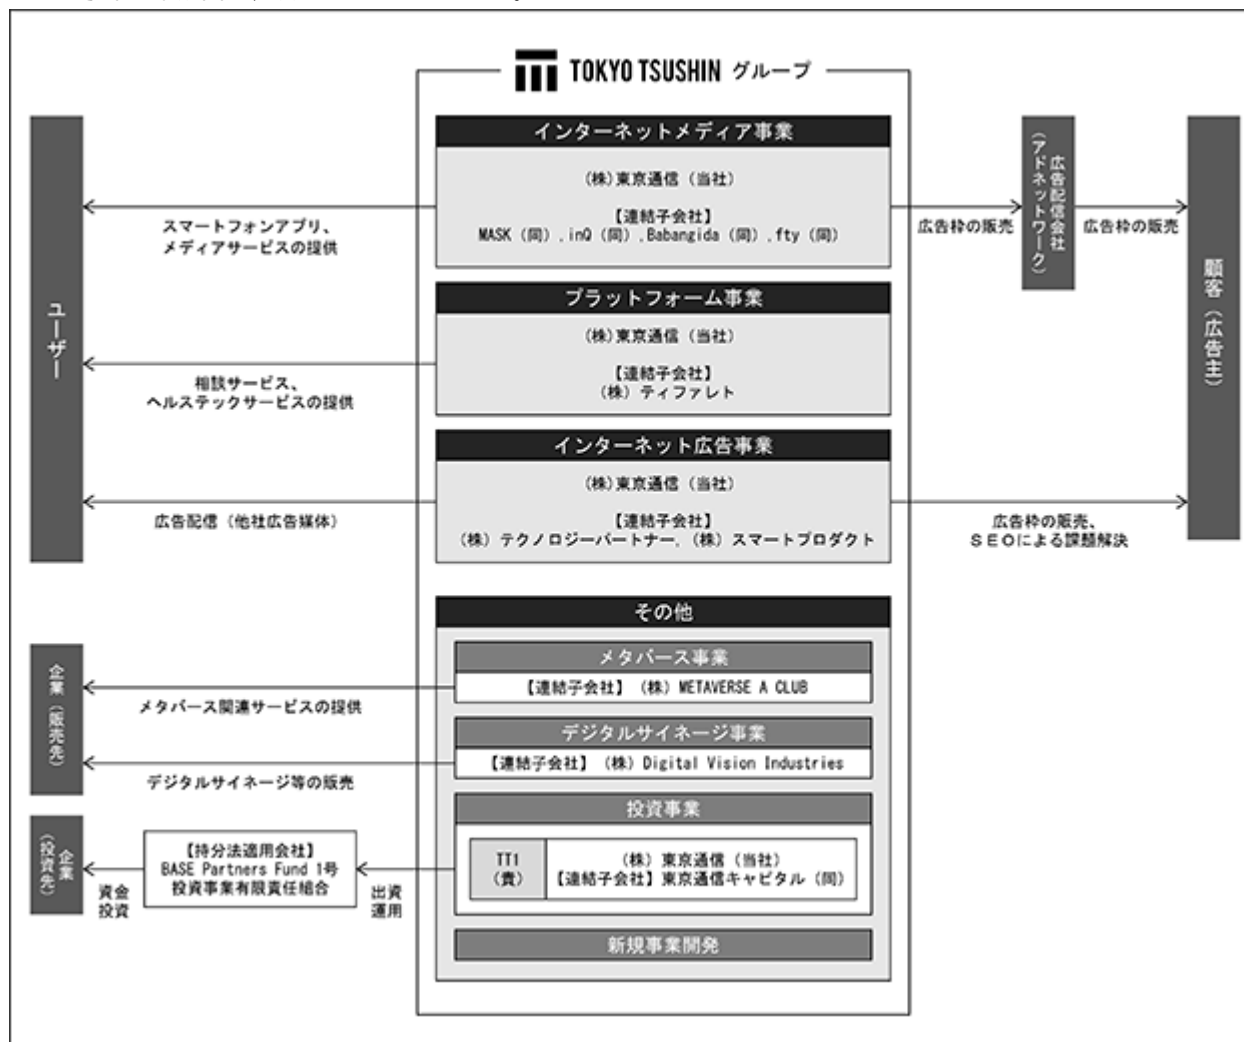 TOKYO TSUSHIN グループ
インターネットメディア事業
(株)東京通信（当社）
【連結子会社】
MASK（同）,inQ（同）,Babangida（同）,fty（同）
スマートフォンアプリ、
メディアサービスの提供
広告枠の販売
広告配信会社
（アドネットワーク）
広告枠の販売
ユーザー
顧客（広告主）
プラットフォーム事業
(株)東京通信（当社）
【連結子会社】
(株）ティファレト
相談サービス、
ヘルステックサービスの提供
インターネット広告事業
(株)東京通信（当社）
【連結子会社】
(株）テクノロジーパートナー,（株）スマートプロダクト
広告配信（他社広告媒体）
広告枠の販売、
ＳＥＯによる課題解決
その他
メタバース事業
【連結子会社】（株）METAVERSE A CLUB
企業（販売先）
メタバース関連サービスの提供
デジタルサイネージ事業
【連結子会社】（株）Digital Vision Industries
デジタルサイネージ等の販売
投資事業
TT1
（責）
（株）東京通信（当社）
【連結子会社】東京通信キャピタル（同）
企業
（投資先）
資金
投資
【持分法適用会社】
BASE Partners Fund 1号
投資事業有限責任組合
出資
運用
新規事業開発